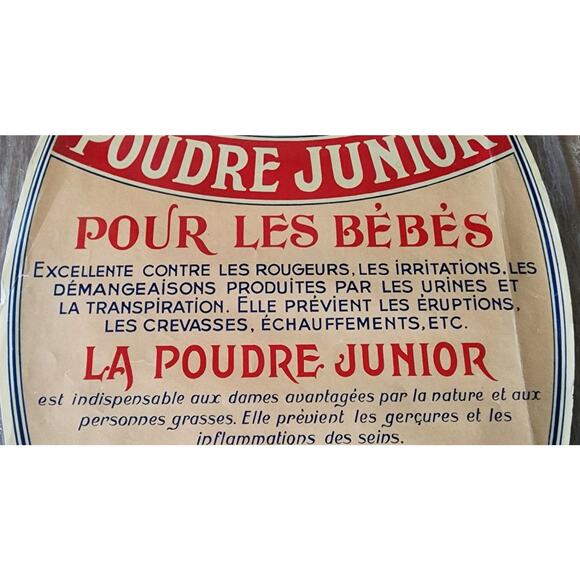 POUDRE JUNIOR
POUR LES BÉBÉS
EXCELLENTE CONTRE LES ROUGEURS, LES IRRITATIONS, LES
DÉMANGEAISONS PRODUITES PAR LES URINES ET
LA TRANSPIRATION. ELLE PRÉVIENT LES ÉRUPTIONS,
LES CREVASSES, ÉCHAUFFEMENTS, ETC.
LA POUDRE JUNIOR
est indispensable aux dames avantagées par la nature et aux
personnes grasses. Elle prévient les gerçures et les
inflammations des seins.